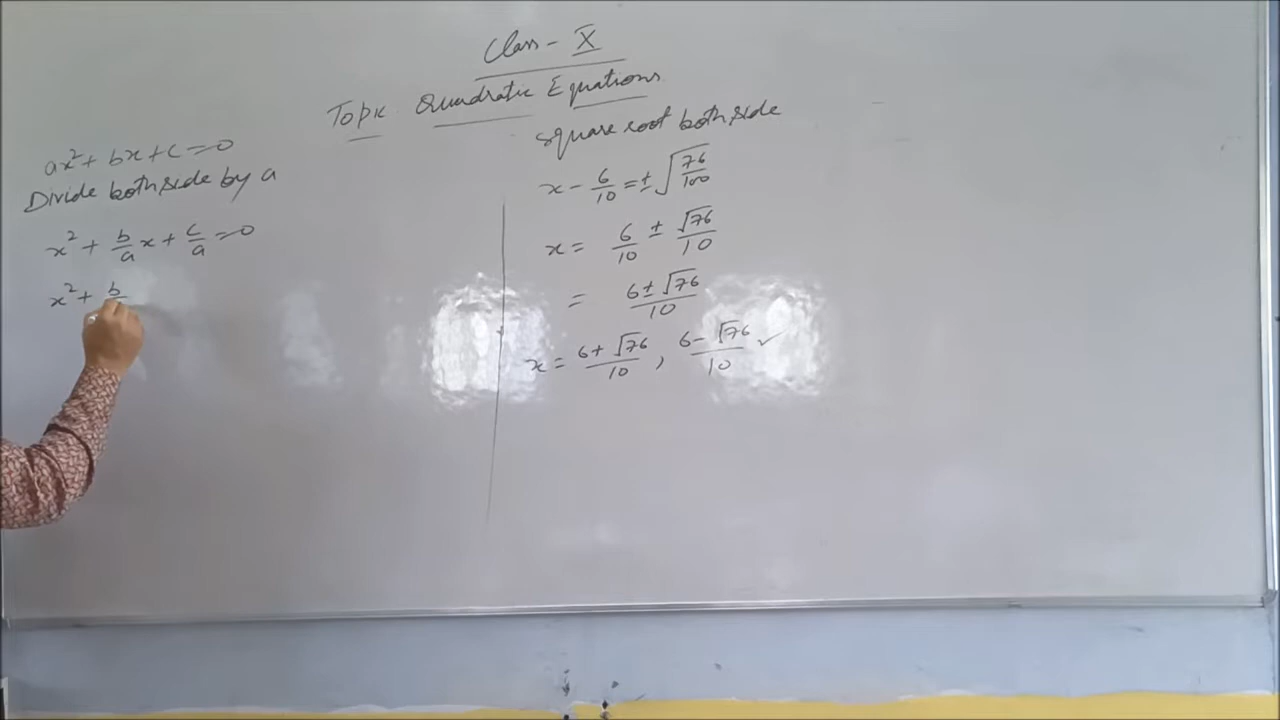 Class - X
Topic Quadratic Equations
ax² + bx + c = 0
Divide both side by a
x² + b/a x + c/a = 0
x² + b/
square root both side
x - 6/10 = ± √76/100
x = 6/10 ± √76/10
= 6 ± √76/10
x = 6 + √76/10 , 6 - √76/10 ✓